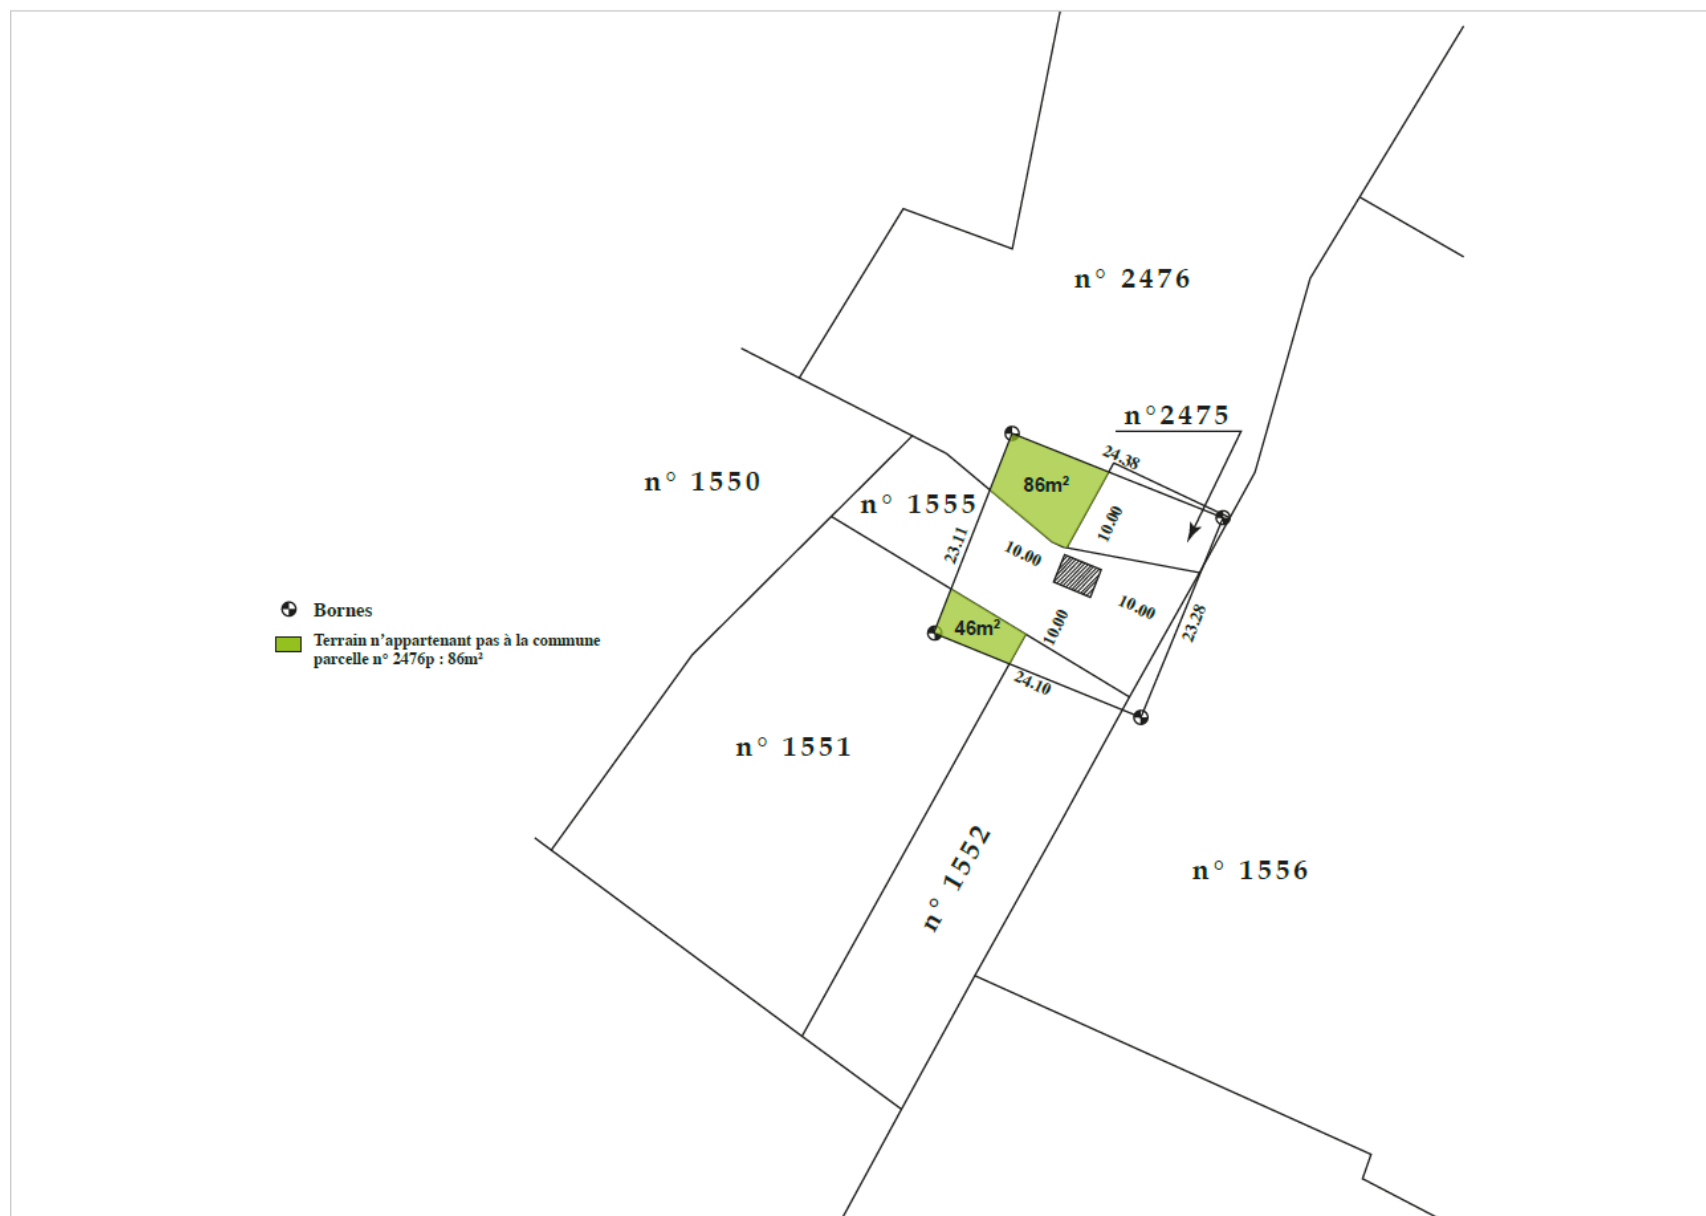 n° 2476
n°2475
24.38
n° 1550
86m²
n° 1555
10.00
23.11
10.00
10.00
23.28
10.00
46m²
24.10
Bornes
Terrain n'appartenant pas à la commune
parcelle n° 2476p : 86m²
n° 1551
n° 1552
n° 1556